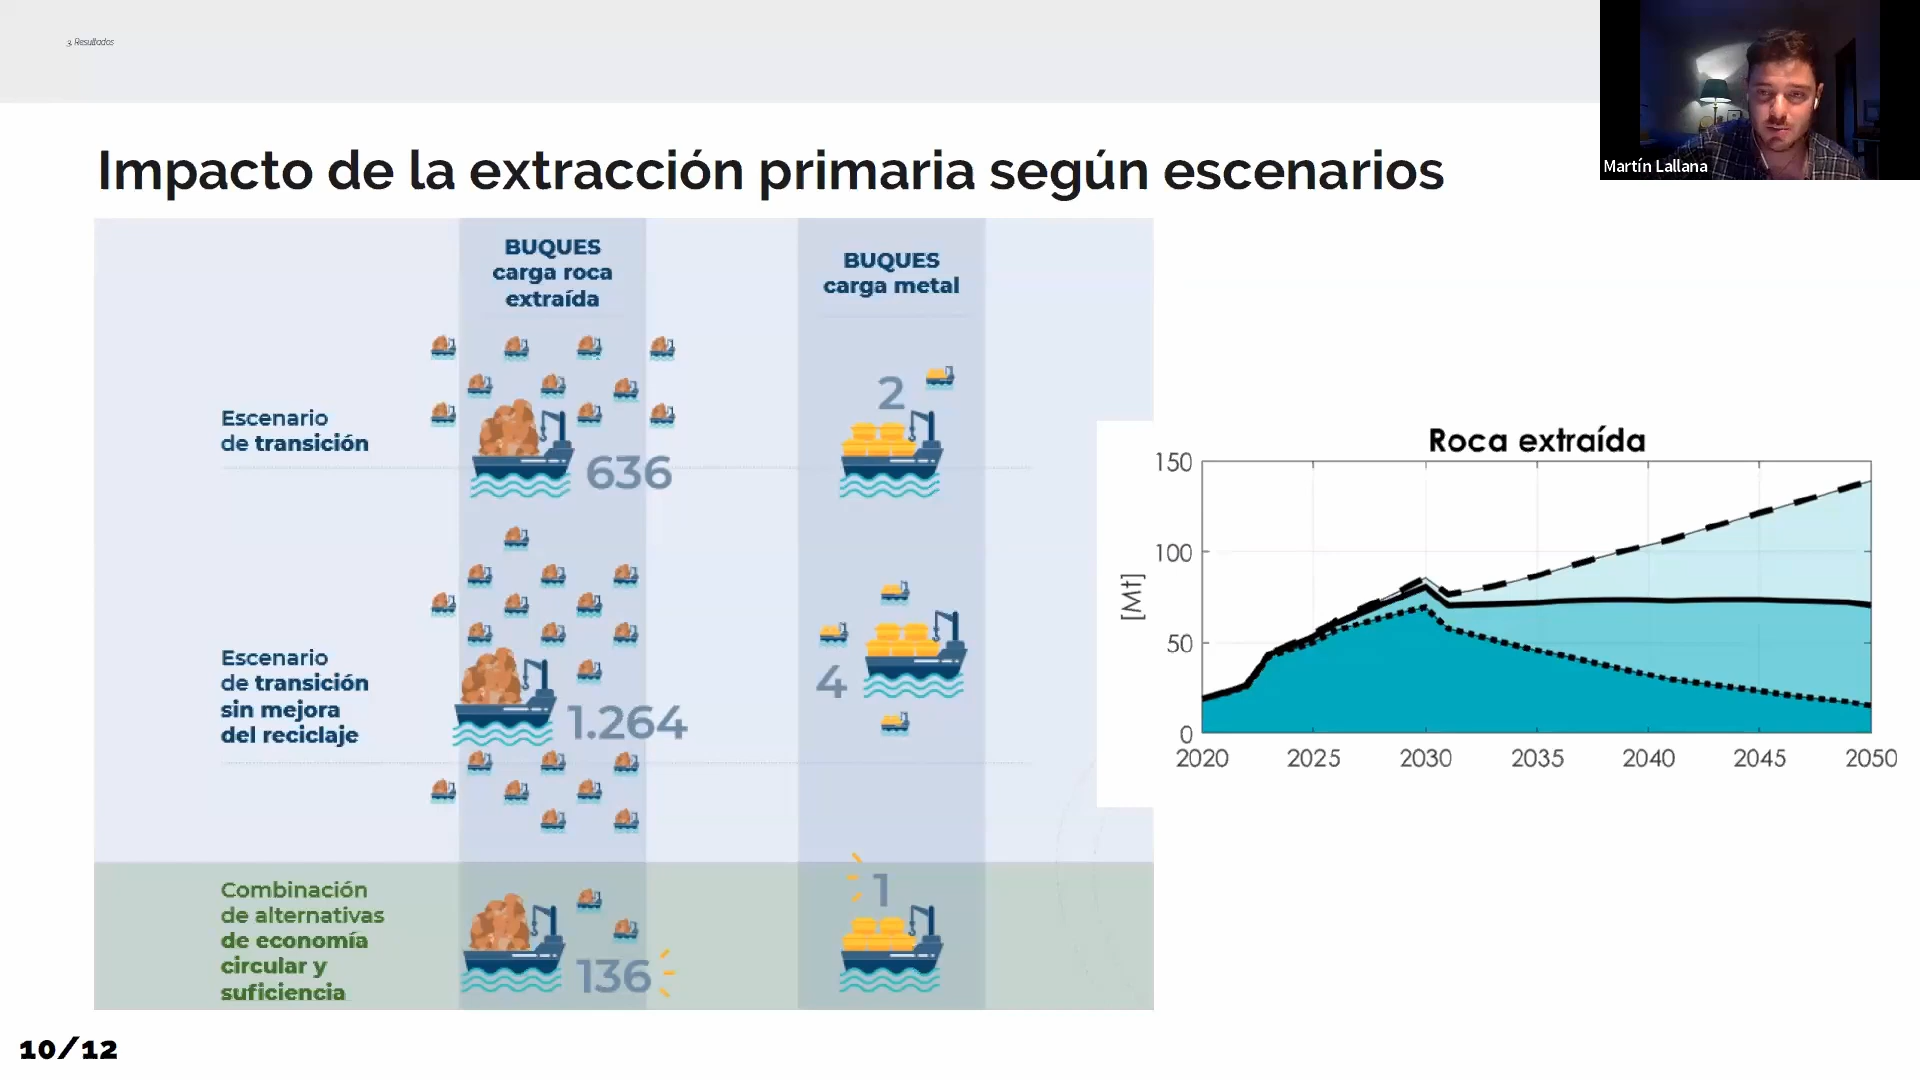 3. Resultados
Martín Lallana
Impacto de la extracción primaria según escenarios
BUQUES
carga roca
extraída
BUQUES
carga metal
Escenario
de transición
636
2
Escenario
de transición
sin mejora
del reciclaje
1.264
4
Combinación
de alternativas
de economía
circular y
suficiencia
136
1
Roca extraída
[Mt]
150
100
50
0
2020 2025 2030 2035 2040 2045 2050
10/12